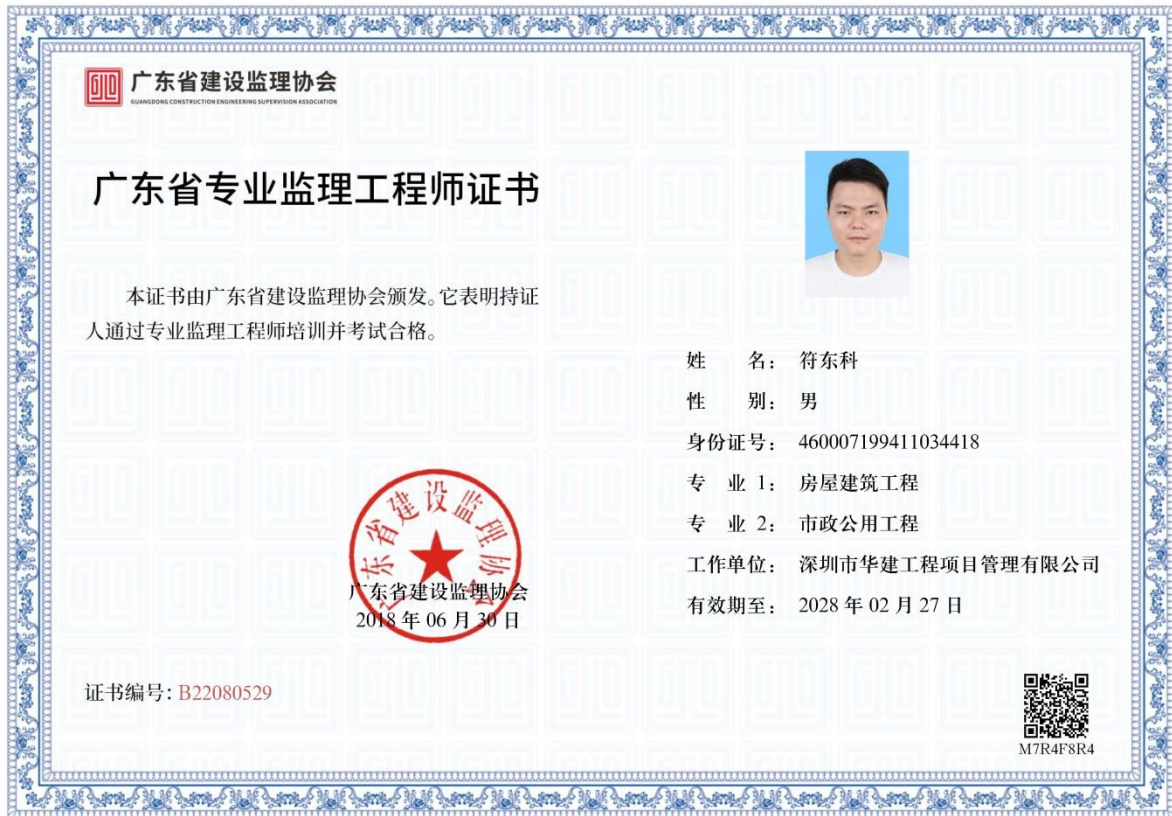 广东省建设监理协会
GUANGDONG CONSTRUCTION ENGINEERING SUPERVISION ASSOCIATION
广东省专业监理工程师证书
本证书由广东省建设监理协会颁发。它表明持证
人通过专业监理工程师培训并考试合格。
姓 名： 符东科
性 别： 男
身份证号： 460007199411034418
专 业 1： 房屋建筑工程
专 业 2： 市政公用工程
工作单位： 深圳市华建工程项目管理有限公司
有效期至： 2028 年 02 月 27 日
广东省建设监理协会
广东省建设监理协会
2018 年 06 月 30 日
证书编号：B22080529
M7R4F8R4